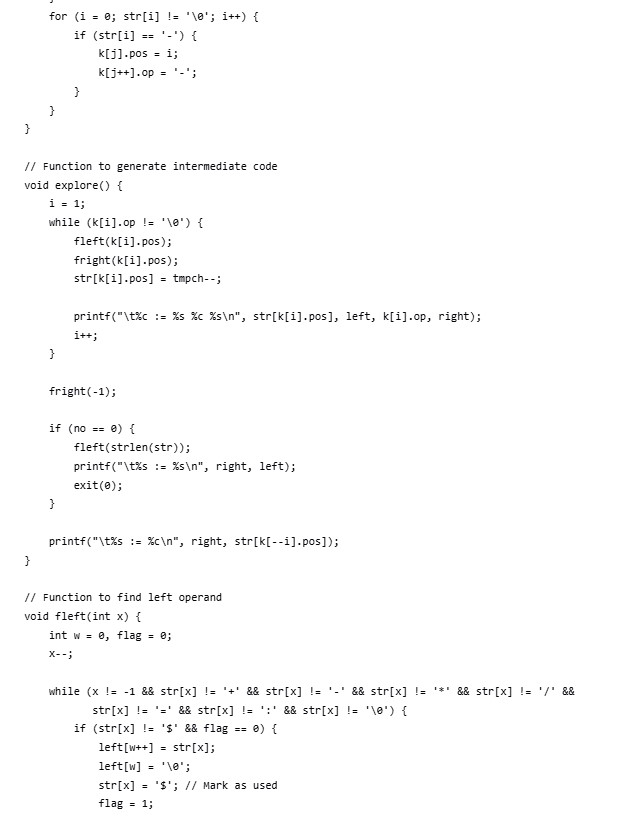 }
    for (i = 0; str[i] != '\0'; i++) {
        if (str[i] == '-') {
            k[j].pos = i;
            k[j++].op = '-';
        }
    }
}

// Function to generate intermediate code
void explore() {
    i = 1;
    while (k[i].op != '\0') {
        fleft(k[i].pos);
        fright(k[i].pos);
        str[k[i].pos] = tmpch--;

        printf("\t%c := %s %c %s\n", str[k[i].pos], left, k[i].op, right);
        i++;
    }

    fright(-1);

    if (no == 0) {
        fleft(strlen(str));
        printf("\t%s := %s\n", right, left);
        exit(0);
    }

    printf("\t%s := %c\n", right, str[k[--i].pos]);
}

// Function to find left operand
void fleft(int x) {
    int w = 0, flag = 0;
    x--;

    while (x != -1 && str[x] != '+' && str[x] != '-' && str[x] != '*' && str[x] != '/' &&
           str[x] != '=' && str[x] != ':' && str[x] != '\0') {
        if (str[x] != '$' && flag == 0) {
            left[w++] = str[x];
            left[w] = '\0';
            str[x] = '$'; // Mark as used
            flag = 1;